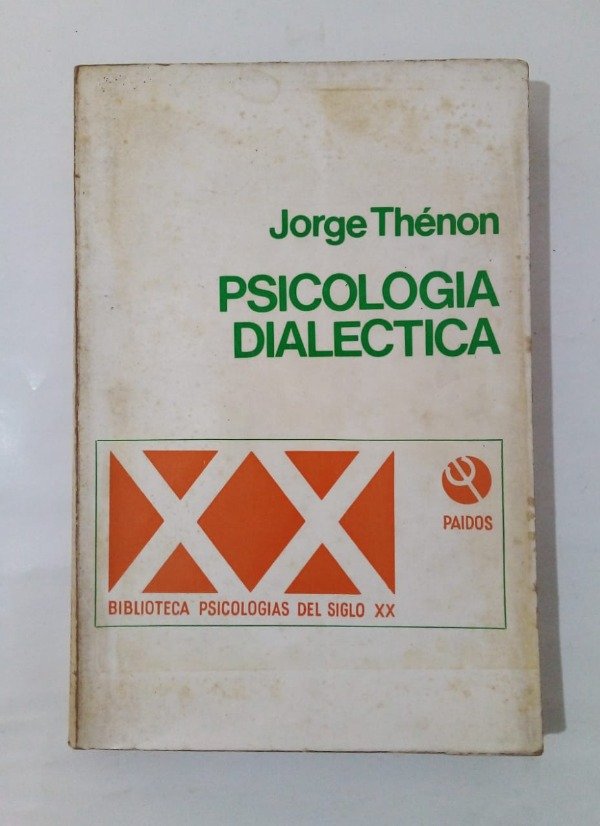 Jorge Thénon
PSICOLOGIA
DIALECTICA
XX
PAIDOS
BIBLIOTECA PSICOLOGIAS DEL SIGLO XX